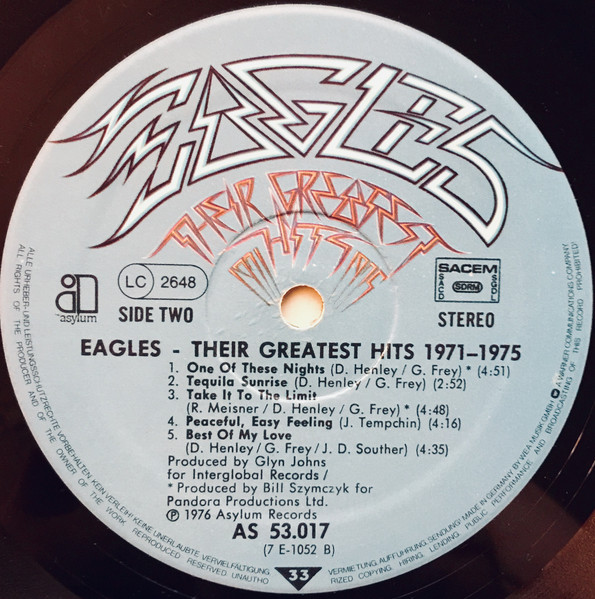 EAGLES
THEIR GREATEST
HITS
asylum
LC 2648
SIDE TWO
SACEM
SACD
SDRM
SGDL
STEREO
EAGLES - THEIR GREATEST HITS 1971–1975
1. One Of These Nights (D. Henley / G. Frey) * (4:51)
2. Tequila Sunrise (D. Henley / G. Frey) (2:52)
3. Take It To The Limit
(R. Meisner / D. Henley / G. Frey) * (4:48)
4. Peaceful, Easy Feeling (J. Tempchin) (4:16)
5. Best Of My Love
(D. Henley / G. Frey / J. D. Souther) (4:35)
Produced by Glyn Johns
for Interglobal Records /
* Produced by Bill Szymczyk for
Pandora Productions Ltd.
℗ 1976 Asylum Records
AS 53.017
(7 E-1052 B)
33
ALLE URHEBER- UND LEISTUNGSSCHUTZRECHTE VORBEHALTEN. KEIN VERLEIH! KEINE UNERLAUBTE VERVIELFÄLTIGUNG,
VERMIETUNG, AUFFÜHRUNG, SENDUNG! MADE IN GERMANY BY WEA MUSIK GMBH A WARNER COMMUNICATIONS COMPANY
ALL RIGHTS OF THE PRODUCER AND OF THE OWNER OF THE WORK REPRODUCED RESERVED. UNAUTHO
RIZED COPYING, HIRING, LENDING, PUBLIC PERFORMANCE AND BROADCASTING OF THIS RECORD PROHIBITED!